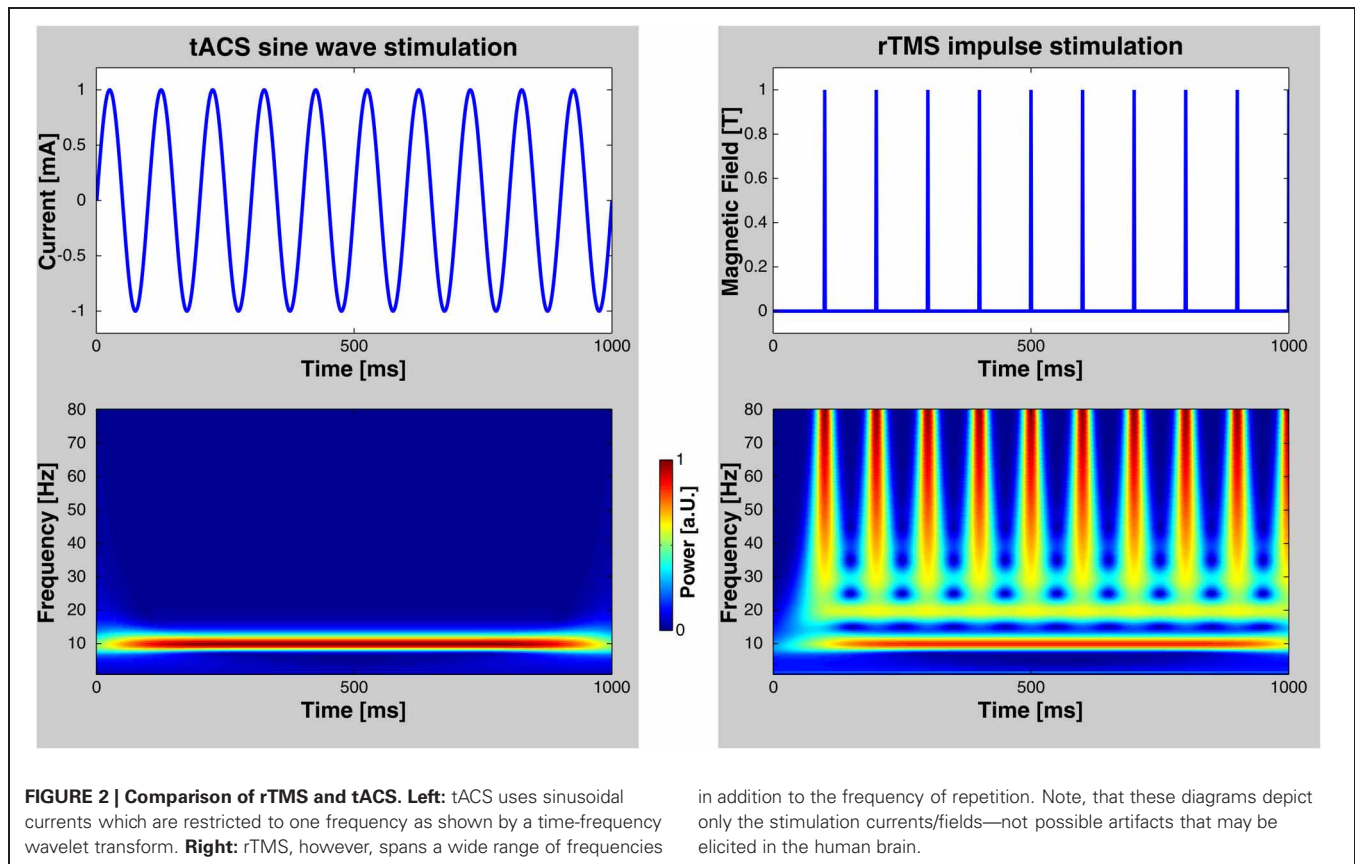 tACS sine wave stimulation
Current [mA]
1
0.5
0
-0.5
-1
0
500
1000
Time [ms]
rTMS impulse stimulation
Magnetic Field [T]
1
0.8
0.6
0.4
0.2
0
0
500
1000
Time [ms]
Frequency [Hz]
80
70
60
50
40
30
20
10
0
500
1000
Time [ms]
1
0
Power [a.U.]
Frequency [Hz]
80
70
60
50
40
30
20
10
0
500
1000
Time [ms]
FIGURE 2 | Comparison of rTMS and tACS. Left: tACS uses sinusoidal
currents which are restricted to one frequency as shown by a time-frequency
wavelet transform. Right: rTMS, however, spans a wide range of frequencies
in addition to the frequency of repetition. Note, that these diagrams depict
only the stimulation currents/fields—not possible artifacts that may be
elicited in the human brain.